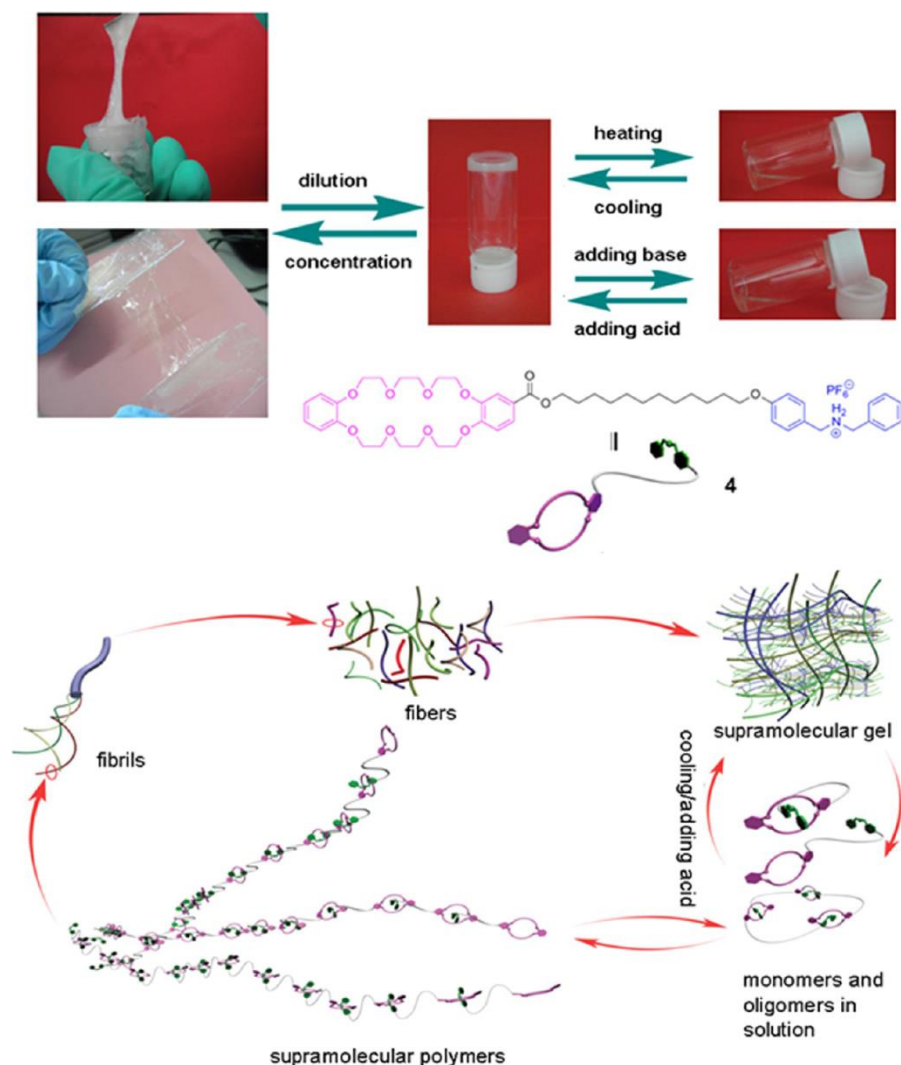 dilution
concentration
heating
cooling
adding base
adding acid
O
O
O
O
O
O
O
O
O
O
O
PF₆⊖
H₂
N
⊕
4
fibrils
fibers
supramolecular gel
cooling/adding acid
monomers and
oligomers in
solution
supramolecular polymers